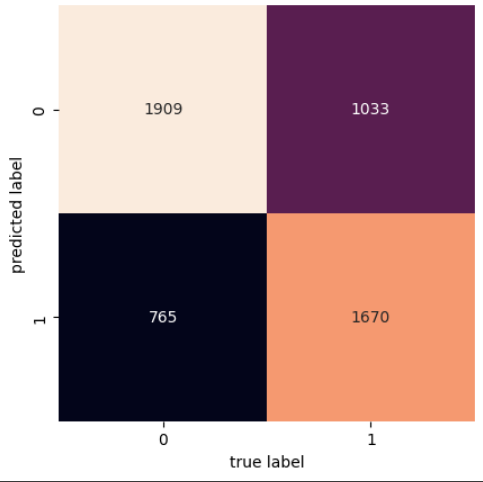 0 1909 1033
predicted label
1 765 1670
0 1
true label